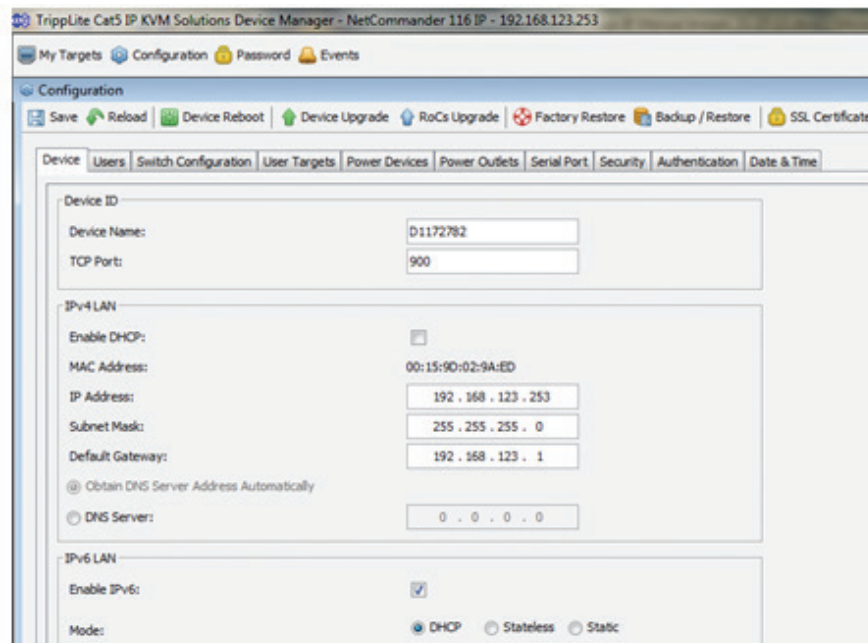 TrippLite Cat5 IP KVM Solutions Device Manager - NetCommander 116 IP - 192.168.123.253
My Targets Configuration Password Events
Configuration
Save Reload Device Reboot Device Upgrade RoCs Upgrade Factory Restore Backup / Restore SSL Certificate
Device Users Switch Configuration User Targets Power Devices Power Outlets Serial Port Security Authentication Date & Time
Device ID
Device Name: D1172782
TCP Port: 900
IPv4 LAN
Enable DHCP:
MAC Address: 00:15:9D:02:9A:ED
IP Address: 192 . 168 . 123 . 253
Subnet Mask: 255 . 255 . 255 . 0
Default Gateway: 192 . 168 . 123 . 1
Obtain DNS Server Address Automatically
DNS Server: 0 . 0 . 0 . 0
IPv6 LAN
Enable IPv6:
Mode: DHCP Stateless Static